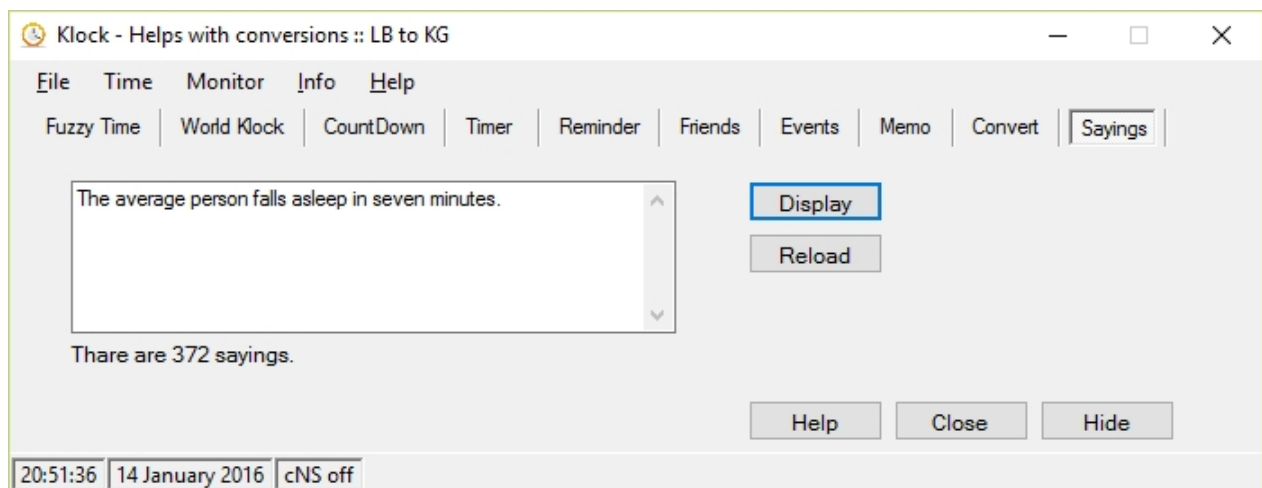 Klock - Helps with conversions :: LB to KG
File Time Monitor Info Help
Fuzzy Time World Klock CountDown Timer Reminder Friends Events Memo Convert Sayings
The average person falls asleep in seven minutes.
Display
Reload
Thare are 372 sayings.
Help Close Hide
20:51:36 14 January 2016 cNS off